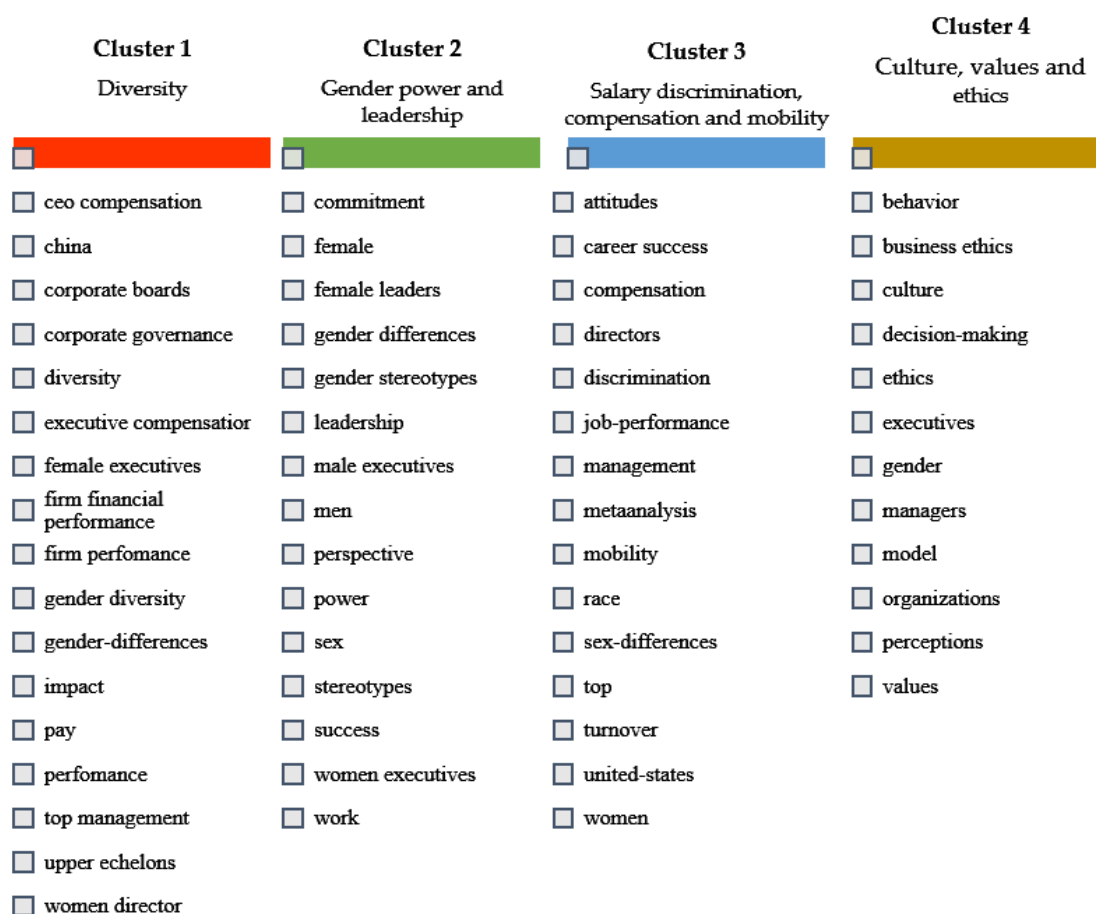 Cluster 1
Diversity
ceo compensation
china
corporate boards
corporate governance
diversity
executive compensatior
female executives
firm financial
performance
firm perfomance
gender diversity
gender-differences
impact
pay
perfomance
top management
upper echelons
women director
Cluster 2
Gender power and
leadership
commitment
female
female leaders
gender differences
gender stereotypes
leadership
male executives
men
perspective
power
sex
stereotypes
success
women executives
work
Cluster 3
Salary discrimination,
compensation and mobility
attitudes
career success
compensation
directors
discrimination
job-performance
management
metaanalysis
mobility
race
sex-differences
top
turnover
united-states
women
Cluster 4
Culture, values and
ethics
behavior
business ethics
culture
decision-making
ethics
executives
gender
managers
model
organizations
perceptions
values